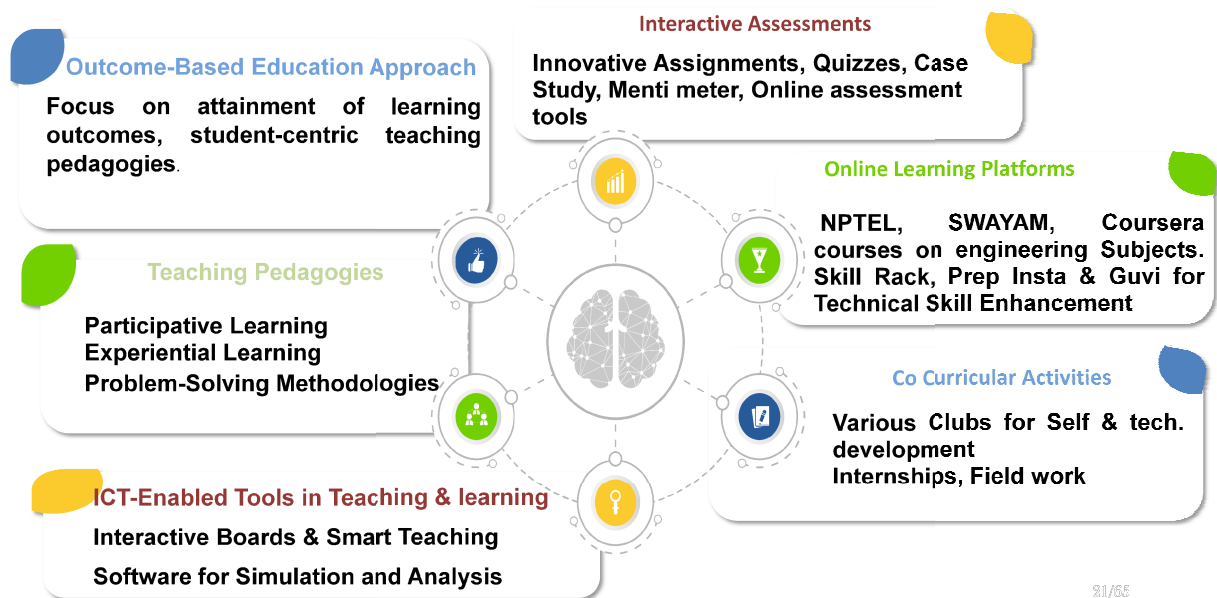 Outcome-Based Education Approach
Focus on attainment of learning
outcomes, student-centric teaching
pedagogies.
Interactive Assessments
Innovative Assignments, Quizzes, Case
Study, Menti meter, Online assessment
tools
Online Learning Platforms
NPTEL, SWAYAM, Coursera
courses on engineering Subjects.
Skill Rack, Prep Insta & Guvi for
Technical Skill Enhancement
Teaching Pedagogies
Participative Learning
Experiential Learning
Problem-Solving Methodologies
Co Curricular Activities
Various Clubs for Self & tech.
development
Internships, Field work
ICT-Enabled Tools in Teaching & learning
Interactive Boards & Smart Teaching
Software for Simulation and Analysis
21/65